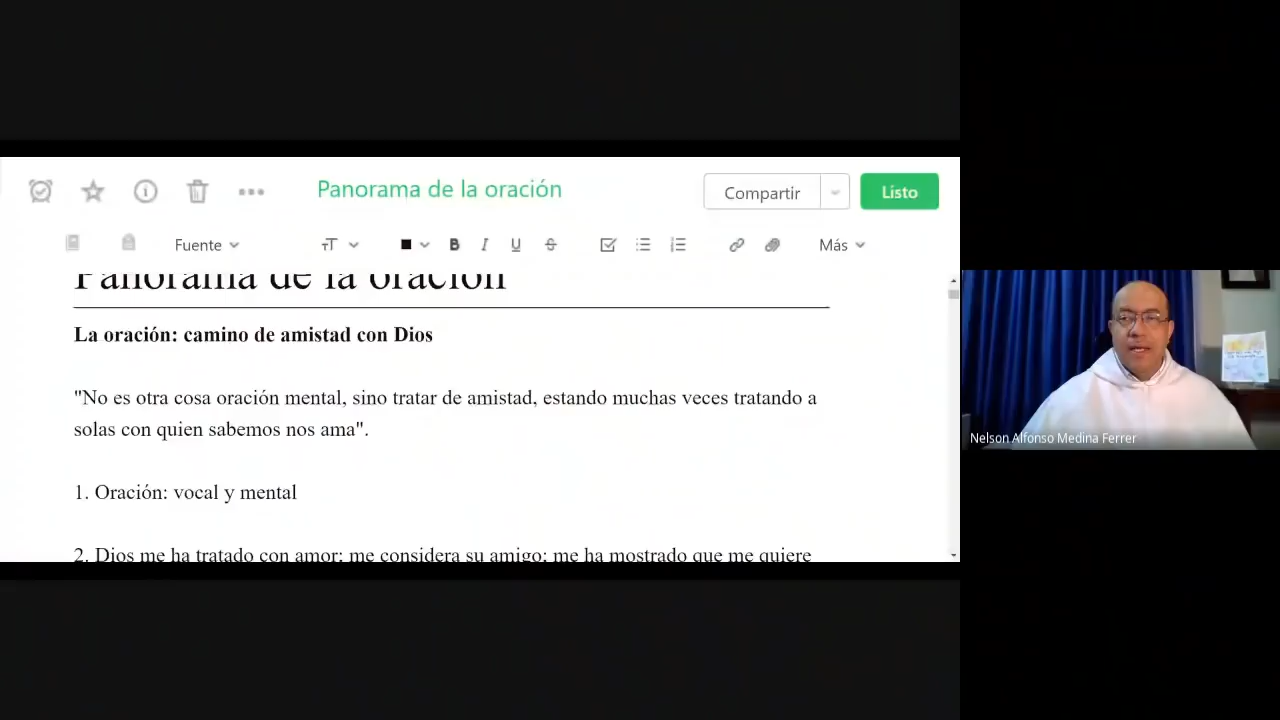 Panorama de la oración
Compartir
Listo
Fuente
Más
Panorama de la oración
La oración: camino de amistad con Dios
"No es otra cosa oración mental, sino tratar de amistad, estando muchas veces tratando a
solas con quien sabemos nos ama".
1. Oración: vocal y mental
2. Dios me ha tratado con amor; me considera su amigo; me ha mostrado que me quiere
Nelson Alfonso Medina Ferrer